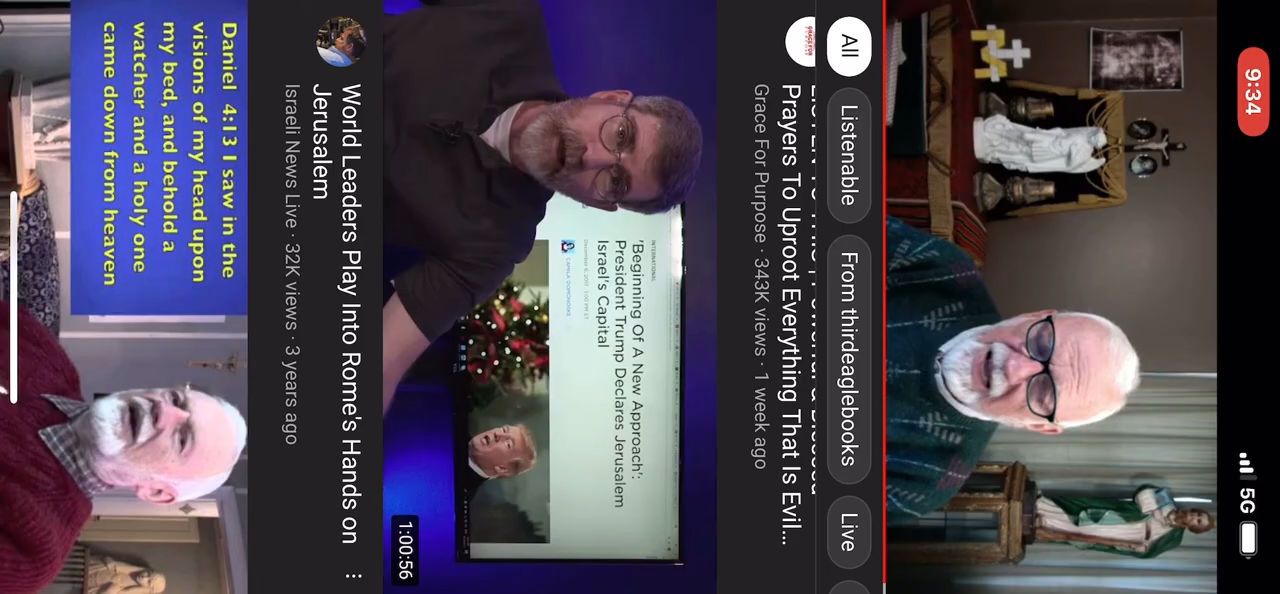 9:34
5G
All
Listenable
From thirdeaglebooks
Live
Prayers To Uproot Everything That Is Evil...
Grace For Purpose · 343K views · 1 week ago
INTERNATIONAL
'Beginning Of A New Approach':
President Trump Declares Jerusalem
Israel's Capital
1:00:56
World Leaders Play Into Rome's Hands on
Jerusalem
Israeli News Live · 32K views · 3 years ago
Daniel 4:13 I saw in the
visions of my head upon
my bed, and behold a
watcher and a holy one
came down from heaven